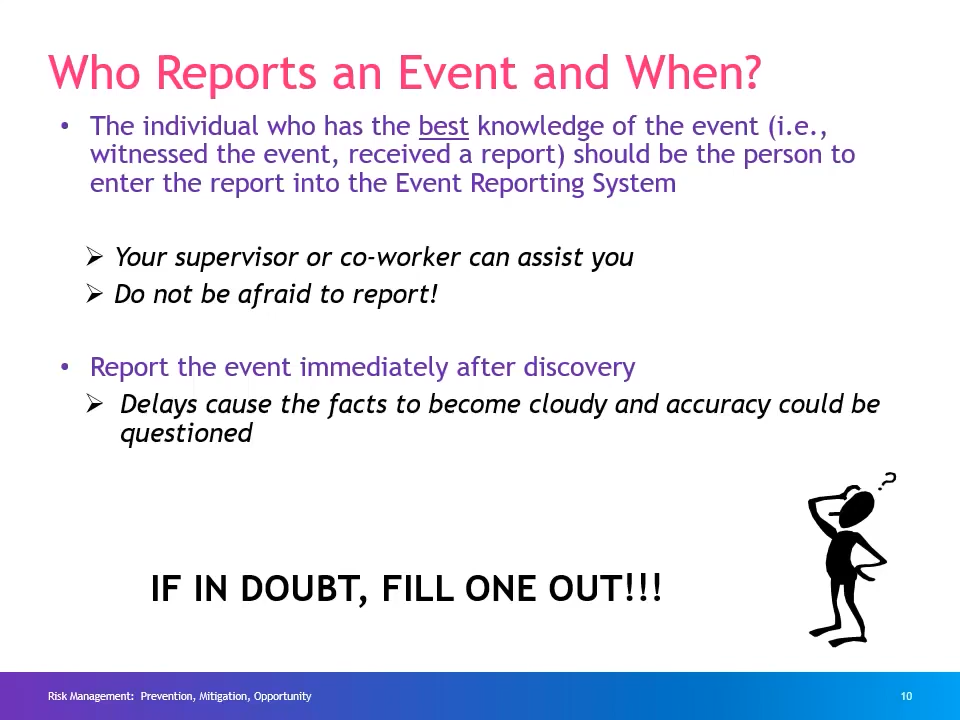 Who Reports an Event and When?
• The individual who has the best knowledge of the event (i.e.,
witnessed the event, received a report) should be the person to
enter the report into the Event Reporting System
➢ Your supervisor or co-worker can assist you
➢ Do not be afraid to report!
• Report the event immediately after discovery
➢ Delays cause the facts to become cloudy and accuracy could be
questioned
?
IF IN DOUBT, FILL ONE OUT!!!
Risk Management: Prevention, Mitigation, Opportunity
10